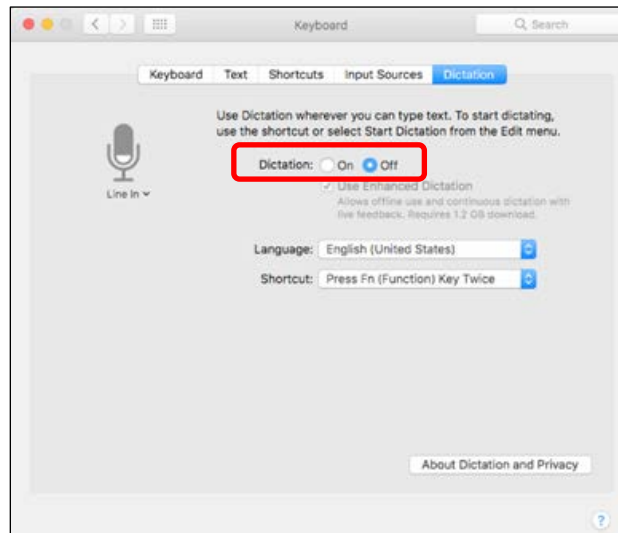 Keyboard
Search
Keyboard Text Shortcuts Input Sources Dictation
Use Dictation wherever you can type text. To start dictating,
use the shortcut or select Start Dictation from the Edit menu.
Dictation: On Off
Line In
Use Enhanced Dictation
Allows offline use and continuous dictation with
live feedback. Requires 1.2 GB download.
Language: English (United States)
Shortcut: Press Fn (Function) Key Twice
About Dictation and Privacy
?